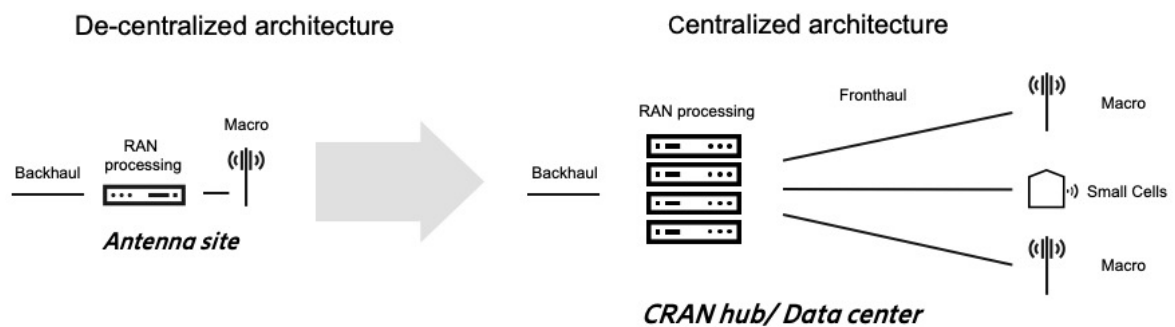 De-centralized architecture
Backhaul
RAN
processing
Macro
Antenna site
Centralized architecture
Backhaul
RAN processing
Fronthaul
Macro
Small Cells
Macro
CRAN hub/ Data center